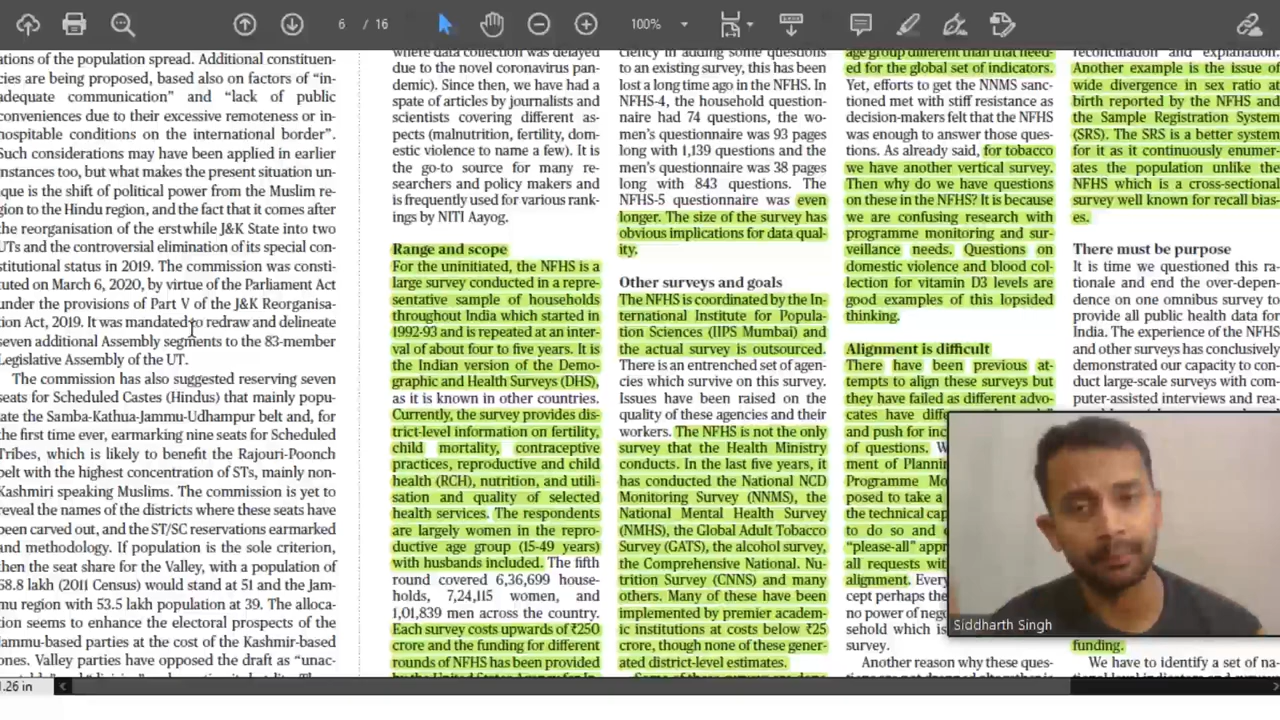 6 / 16
100%
ations of the population spread. Additional constituen-
cies are being proposed, based also on factors of “in-
adequate communication” and “lack of public
conveniences due to their excessive remoteness or in-
hospitable conditions on the international border”.
Such considerations may have been applied in earlier
instances too, but what makes the present situation un-
ique is the shift of political power from the Muslim re-
gion to the Hindu region, and the fact that it comes after
the reorganisation of the erstwhile J&K State into two
UTs and the controversial elimination of its special con-
stitutional status in 2019. The commission was consti-
tuted on March 6, 2020, by virtue of the Parliament Act
under the provisions of Part V of the J&K Reorganisa-
tion Act, 2019. It was mandated to redraw and delineate
seven additional Assembly segments to the 83-member
Legislative Assembly of the UT.
The commission has also suggested reserving seven
seats for Scheduled Castes (Hindus) that mainly popu-
late the Samba-Kathua-Jammu-Udhampur belt and, for
the first time ever, earmarking nine seats for Scheduled
Tribes, which is likely to benefit the Rajouri-Poonch
belt with the highest concentration of STs, mainly non-
Kashmiri speaking Muslims. The commission is yet to
reveal the names of the districts where these seats have
been carved out, and the ST/SC reservations earmarked
and methodology. If population is the sole criterion,
then the seat share for the Valley, with a population of
68.8 lakh (2011 Census) would stand at 51 and the Jam-
mu region with 53.5 lakh population at 39. The alloca-
tion seems to enhance the electoral prospects of the
Jammu-based parties at the cost of the Kashmir-based
ones. Valley parties have opposed the draft as “unac-
where data collection was delayed
due to the novel coronavirus pan-
demic). Since then, we have had a
spate of articles by journalists and
scientists covering different as-
pects (malnutrition, fertility, dom-
estic violence to name a few). It is
the go-to source for many re-
searchers and policy makers and
is frequently used for various rank-
ings by NITI Aayog.
Range and scope
For the uninitiated, the NFHS is a
large survey conducted in a repre-
sentative sample of households
throughout India which started in
1992-93 and is repeated at an inter-
val of about four to five years. It is
the Indian version of the Demo-
graphic and Health Surveys (DHS),
as it is known in other countries.
Currently, the survey provides dis-
trict-level information on fertility,
child mortality, contraceptive
practices, reproductive and child
health (RCH), nutrition, and utili-
sation and quality of selected
health services. The respondents
are largely women in the repro-
ductive age group (15-49 years)
with husbands included. The fifth
round covered 6,36,699 house-
holds, 7,24,115 women, and
1,01,839 men across the country.
Each survey costs upwards of ₹250
crore and the funding for different
rounds of NFHS has been provided
by the United States Agency for In-
ciency in adding some questions
to an existing survey, this has been
lost a long time ago in the NFHS. In
NFHS-4, the household question-
naire had 74 questions, the wo-
men’s questionnaire was 93 pages
long with 1,139 questions and the
men’s questionnaire was 38 pages
long with 843 questions. The
NFHS-5 questionnaire was even
longer. The size of the survey has
obvious implications for data qual-
ity.
Other surveys and goals
The NFHS is coordinated by the In-
ternational Institute for Popula-
tion Sciences (IIPS Mumbai) and
the actual survey is outsourced.
There is an entrenched set of agen-
cies which survive on this survey.
Issues have been raised on the
quality of these agencies and their
workers. The NFHS is not the only
survey that the Health Ministry
conducts. In the last five years, it
has conducted the National NCD
Monitoring Survey (NNMS), the
National Mental Health Survey
(NMHS), the Global Adult Tobacco
Survey (GATS), the alcohol survey,
the Comprehensive National. Nu-
trition Survey (CNNS) and many
others. Many of these have been
implemented by premier academ-
ic institutions at costs below ₹25
crore, though none of these gener-
ated district-level estimates.
Some of these surveys are done
age group different than that need-
ed for the global set of indicators.
Yet, efforts to get the NNMS sanc-
tioned met with stiff resistance as
decision-makers felt that the NFHS
was enough to answer those ques-
tions. As already said, for tobacco
we have another vertical survey.
Then why do we have questions
on these in the NFHS? It is because
we are confusing research with
programme monitoring and sur-
veillance needs. Questions on
domestic violence and blood col-
lection for vitamin D3 levels are
good examples of this lopsided
thinking.
Alignment is difficult
There have been previous at-
tempts to align these surveys but
they have failed as different advo-
cates have
and push for
of questions.
ment of Planning
Programme
posed to take a
the technical
to do so and
“please-all”
all requests
alignment.
cept perhaps the
no power of
sehold which is
survey.
Another reason why these ques-
reconciliation and explanation.
Another example is the issue of
wide divergence in sex ratio at
birth reported by the NFHS and
the Sample Registration System
(SRS). The SRS is a better system
for it as it continuously enumer-
ates the population unlike the
NFHS which is a cross-sectional
survey well known for recall bias-
es.
There must be purpose
It is time we questioned this ra-
tionale and end the over-depen-
dence on one omnibus survey to
provide all public health data for
India. The experience of the NFHS
and other surveys has conclusively
demonstrated our capacity to con-
duct large-scale surveys with com-
puter-assisted interviews and rea-
funding.
We have to identify a set of na-
Siddharth Singh
1.26 in